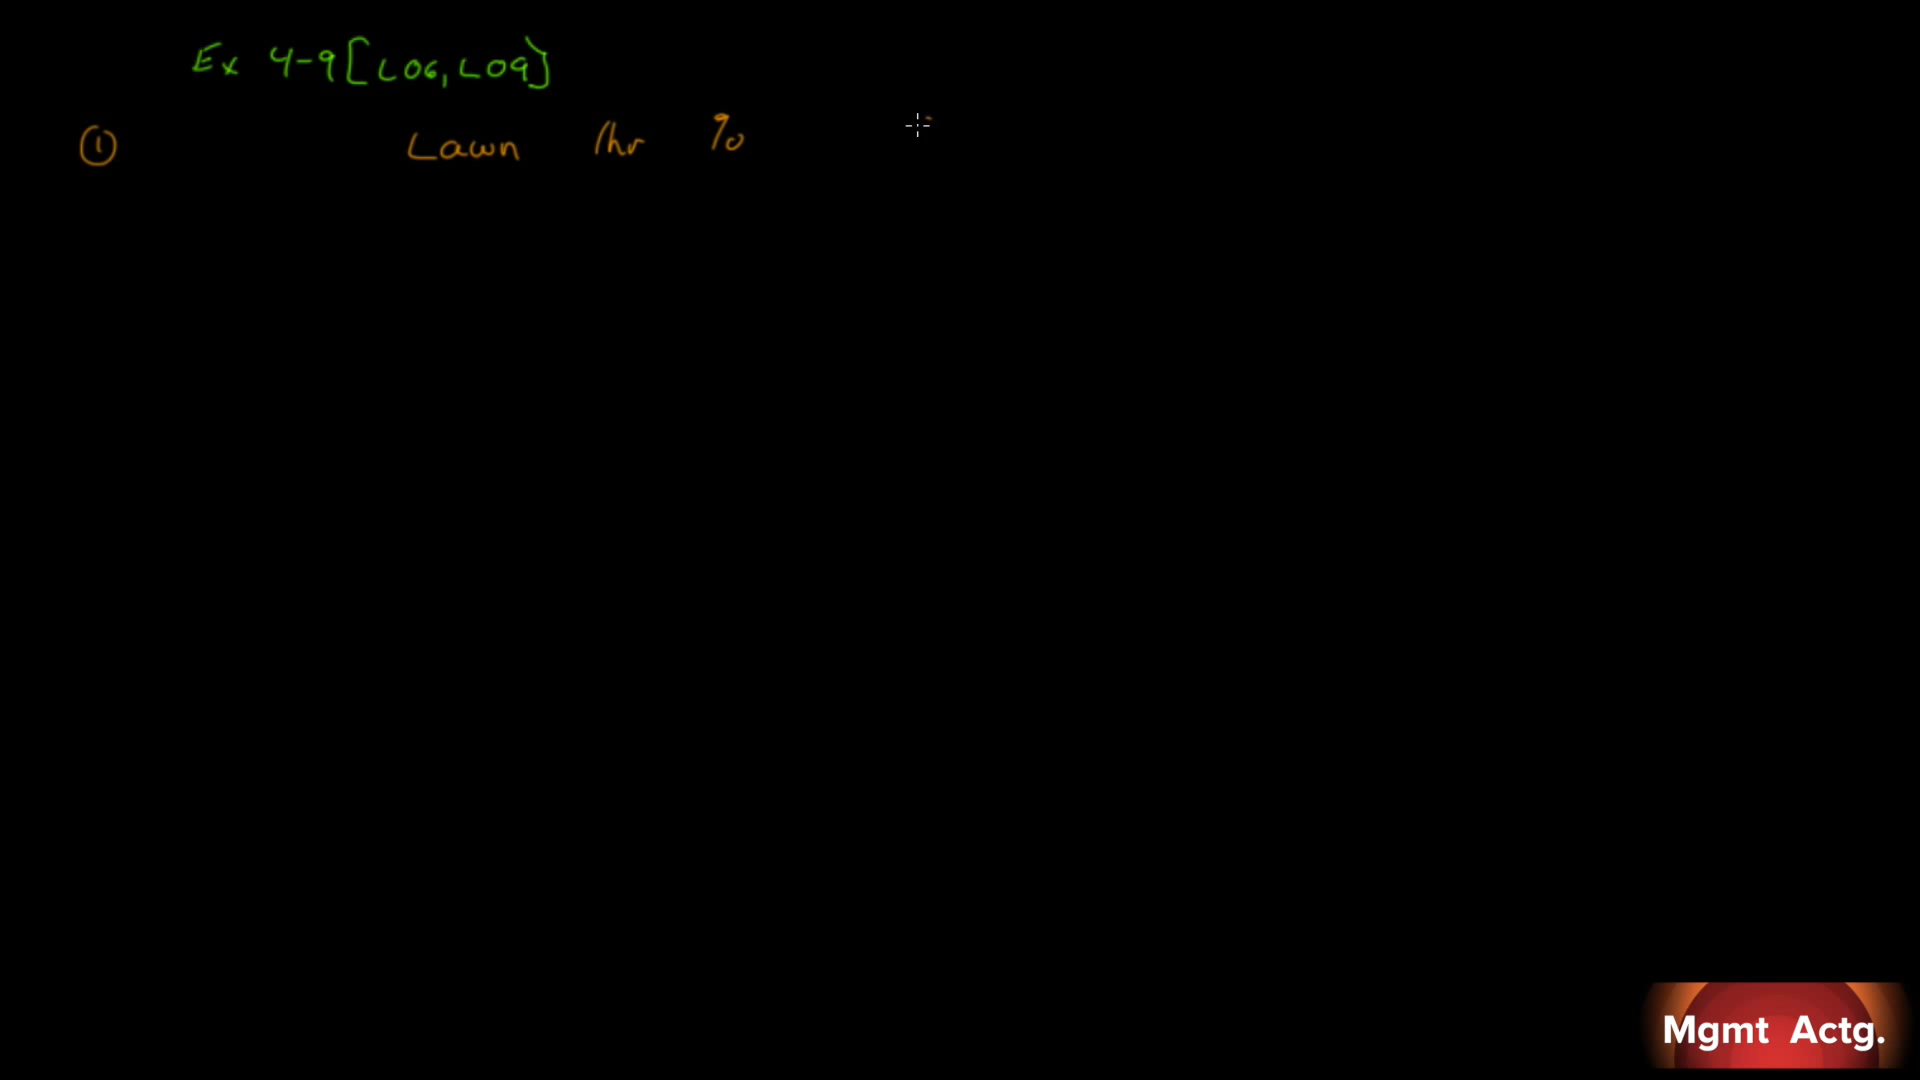 Ex 4-9 [LO6, LO9]
① Lawn /hr %
Mgmt Actg.